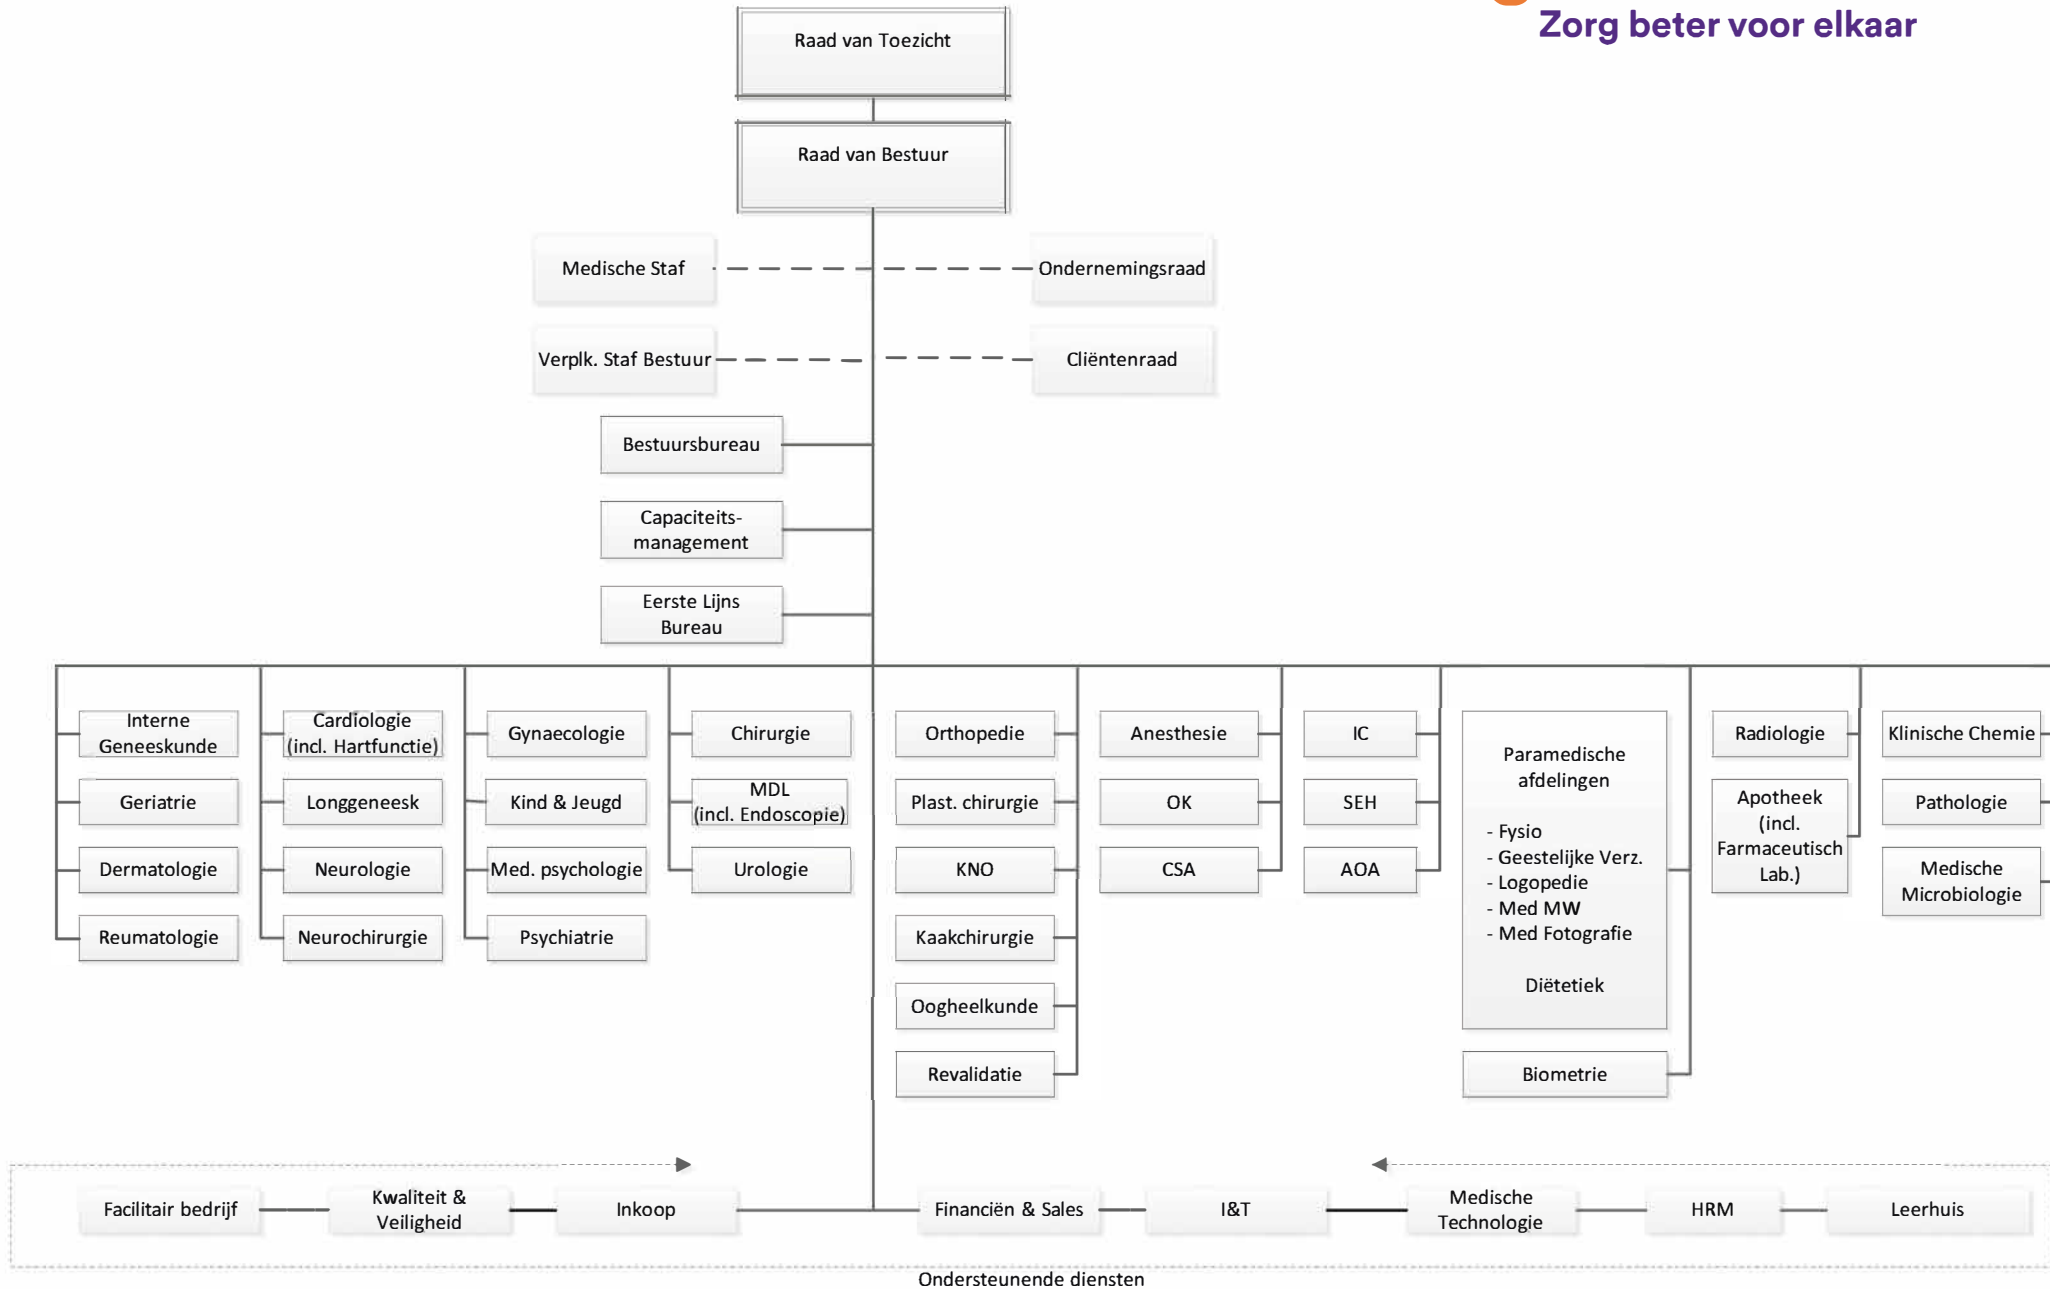 Zorg beter voor elkaar
Raad van Toezicht
Raad van Bestuur
Medische Staf
Ondernemingsraad
Verplk. Staf Bestuur
Cliëntenraad
Bestuursbureau
Capaciteits-
management
Eerste Lijns
Bureau
Interne
Geneeskunde
Geriatrie
Dermatologie
Reumatologie
Cardiologie
(incl. Hartfunctie)
Longgeneesk
Neurologie
Neurochirurgie
Gynaecologie
Kind & Jeugd
Med. psychologie
Psychiatrie
Chirurgie
MDL
(incl. Endoscopie)
Urologie
Orthopedie
Plast. chirurgie
KNO
Kaakchirurgie
Oogheelkunde
Revalidatie
Anesthesie
OK
CSA
IC
SEH
AOA
Paramedische
afdelingen
- Fysio
- Geestelijke Verz.
- Logopedie
- Med MW
- Med Fotografie
Diëtetiek
Biometrie
Radiologie
Apotheek
(incl.
Farmaceutisch
Lab.)
Klinische Chemie
Pathologie
Medische
Microbiologie
Facilitair bedrijf
Kwaliteit &
Veiligheid
Inkoop
Financiën & Sales
I&T
Medische
Technologie
HRM
Leerhuis
Ondersteunende diensten